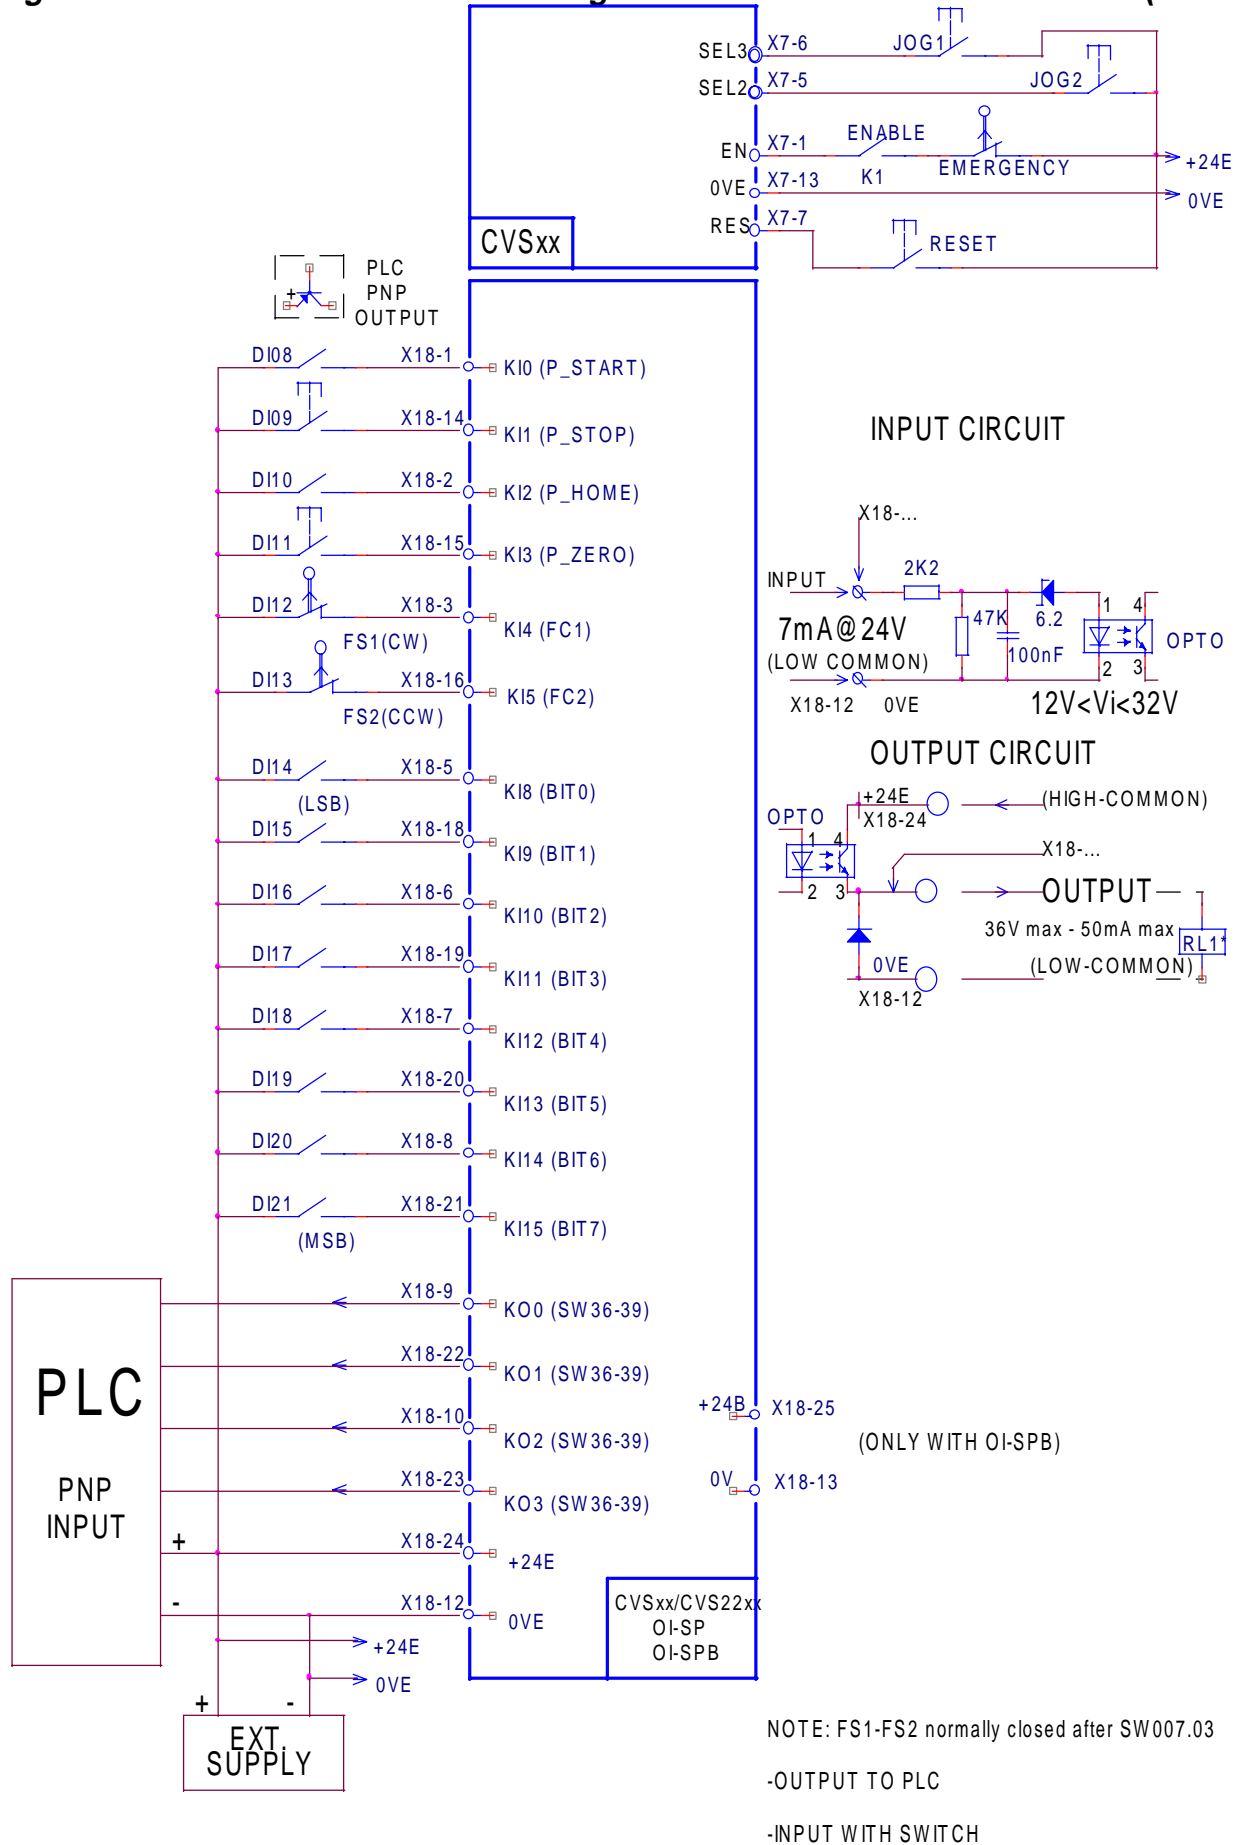 SEL3 X7-6 JOG1
SEL2 X7-5 JOG2
EN X7-1 ENABLE K1 EMERGENCY +24E
0VE X7-13 0VE
RES X7-7 RESET
CVSxx
PLC
PNP
OUTPUT
+
DI08 X18-1 KI0 (P_START)
DI09 X18-14 KI1 (P_STOP)
DI10 X18-2 KI2 (P_HOME)
DI11 X18-15 KI3 (P_ZERO)
DI12 X18-3 KI4 (FC1)
FS1(CW)
DI13 X18-16 KI5 (FC2)
FS2(CCW)
DI14 X18-5 KI8 (BIT0)
(LSB)
DI15 X18-18 KI9 (BIT1)
DI16 X18-6 KI10 (BIT2)
DI17 X18-19 KI11 (BIT3)
DI18 X18-7 KI12 (BIT4)
DI19 X18-20 KI13 (BIT5)
DI20 X18-8 KI14 (BIT6)
DI21 X18-21 KI15 (BIT7)
(MSB)
X18-9 KO0 (SW36-39)
X18-22 KO1 (SW36-39)
X18-10 KO2 (SW36-39)
X18-23 KO3 (SW36-39)
X18-24 +24E
X18-12 0VE
PLC
PNP
INPUT
+
-
+24E
0VE
+ -
EXT.
SUPPLY
+24B X18-25
(ONLY WITH OI-SPB)
0V X18-13
CVSxx/CVS22xx
OI-SP
OI-SPB
INPUT CIRCUIT
X18-...
INPUT 2K2
7mA@24V 47K 6.2 1 4
(LOW COMMON) 100nF 2 3 OPTO
X18-12 0VE 12V<Vi<32V
OUTPUT CIRCUIT
+24E (HIGH-COMMON)
OPTO X18-24
1 4 X18-...
2 3 OUTPUT
36V max - 50mA max RL1*
0VE (LOW-COMMON)
X18-12
NOTE: FS1-FS2 normally closed after SW007.03
-OUTPUT TO PLC
-INPUT WITH SWITCH